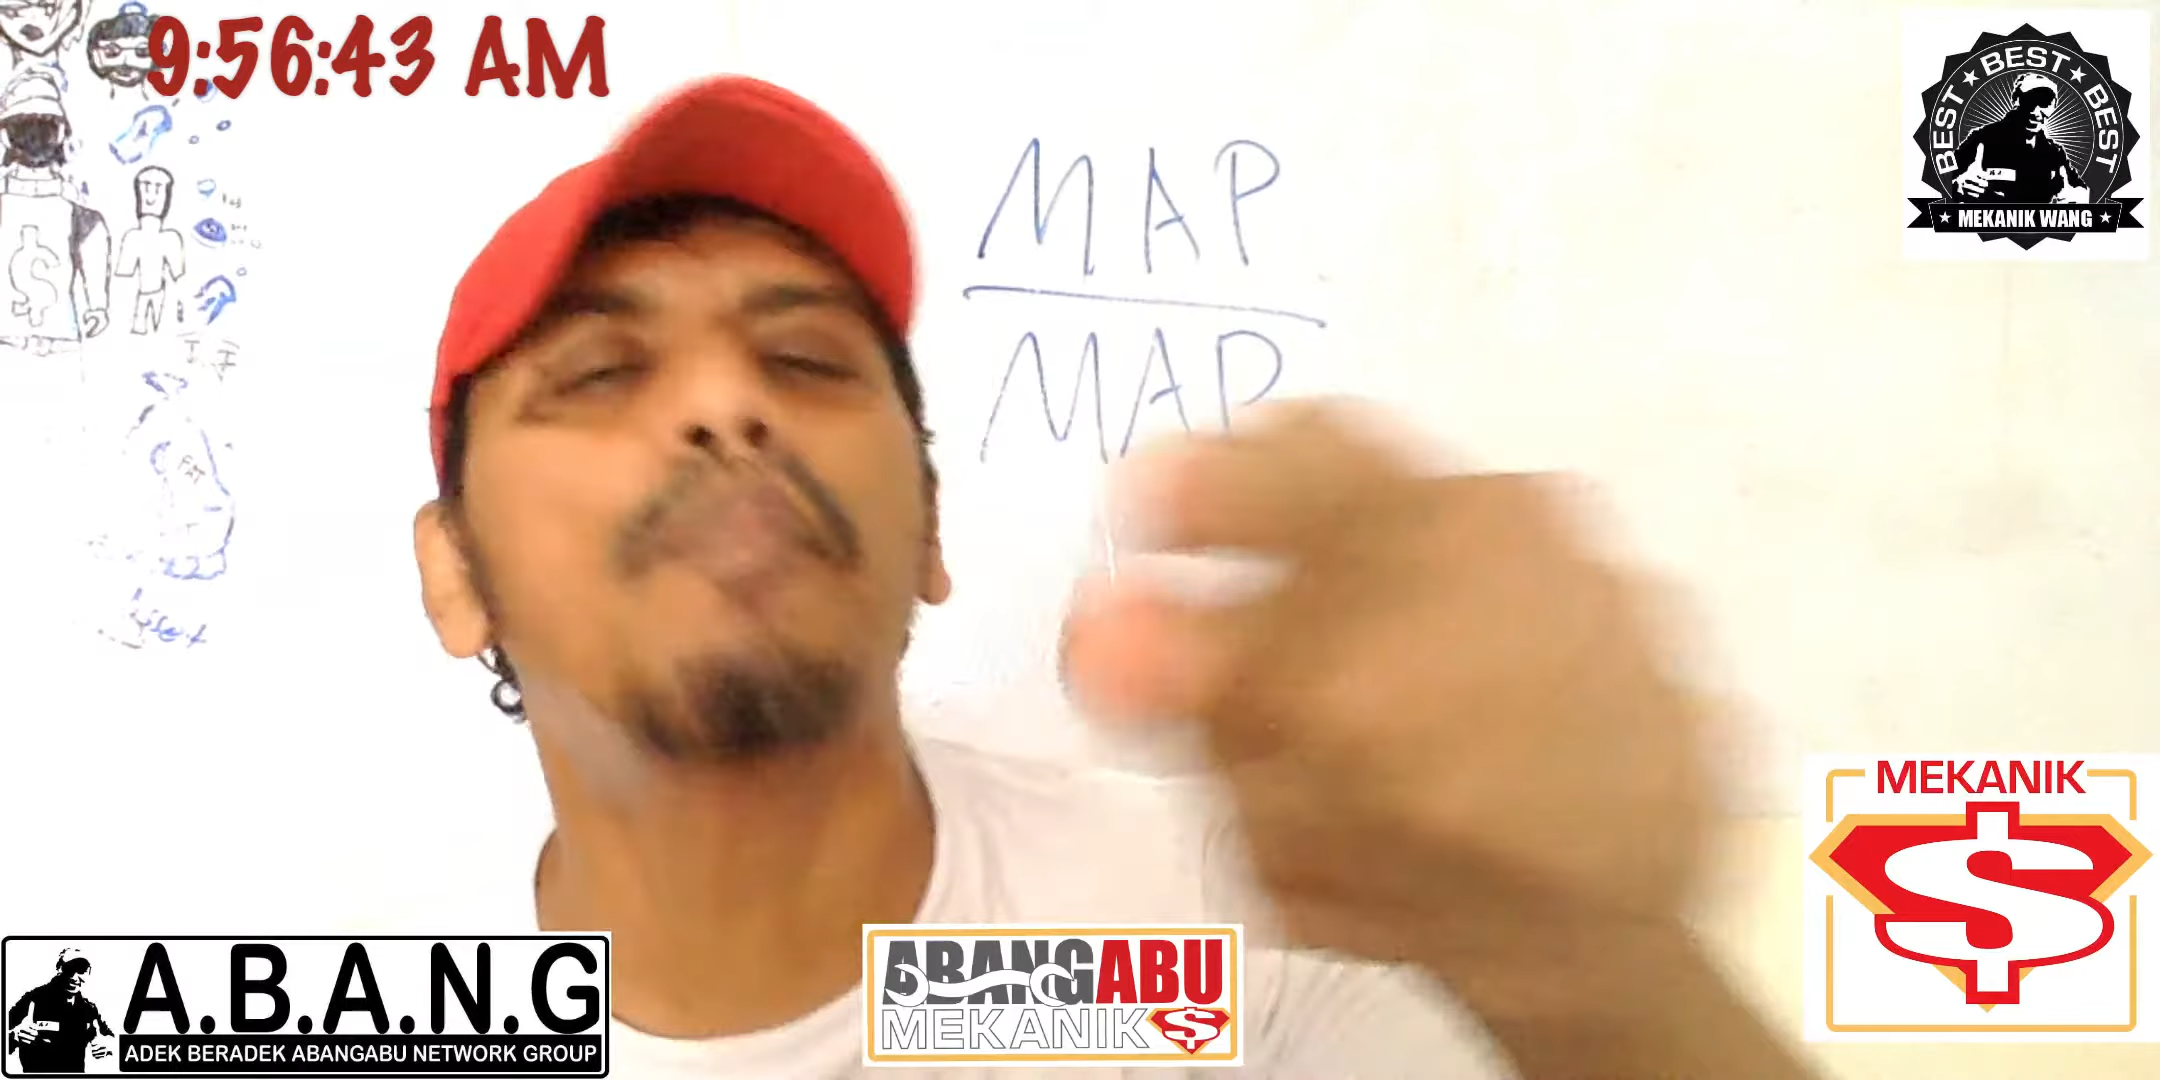 9:56:43 AM
BEST BEST BEST
MEKANIK WANG
MAP
MAP
MEKANIK
$
A.B.A.N.G
ADEK BERADEK ABANGABU NETWORK GROUP
ABANGABU
MEKANIK $
$